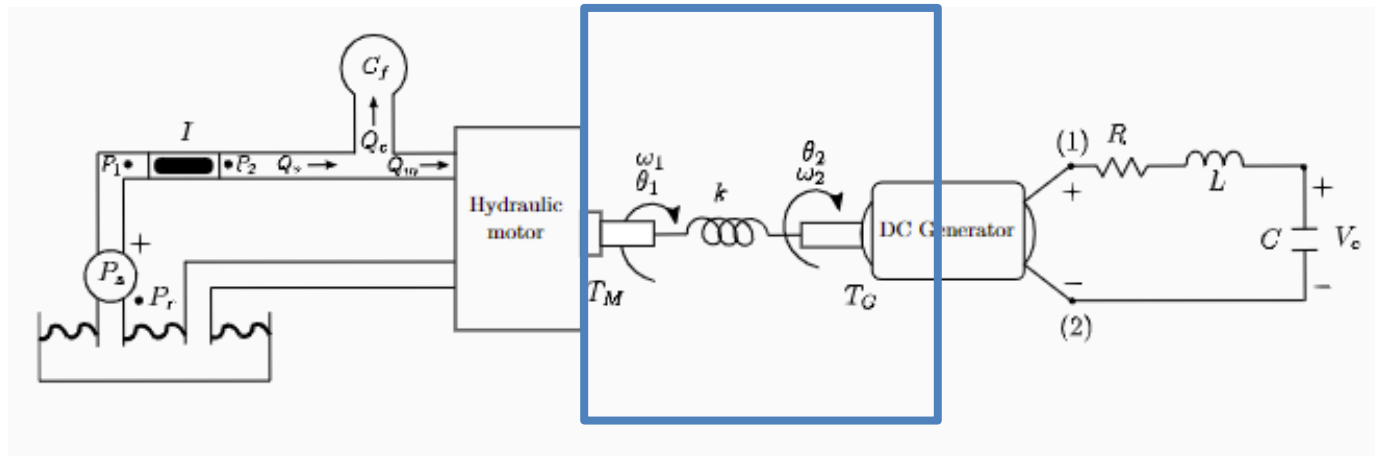 C_f
I
Q_c
P_1
P_2
Q_s
Q_m
ω_1
θ_1
k
θ_2
ω_2
Hydraulic
motor
DC Generator
T_M
T_G
+
P_s
P_r
(1)
+
R
L
+
C
V_c
−
−
(2)